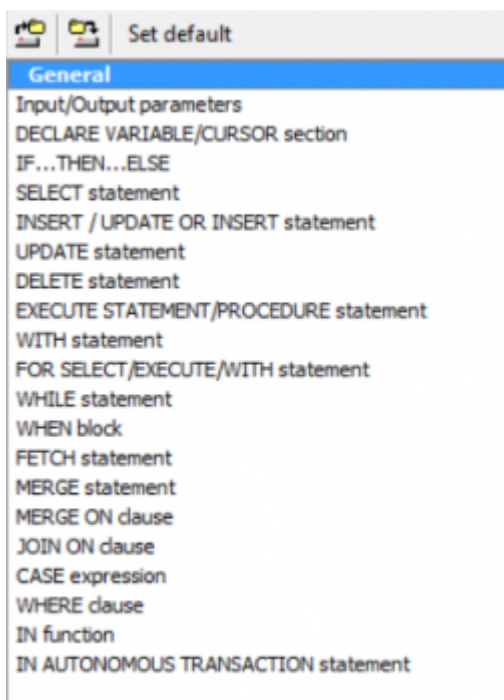 Set default
General
Input/Output parameters
DECLARE VARIABLE/CURSOR section
IF...THEN...ELSE
SELECT statement
INSERT / UPDATE OR INSERT statement
UPDATE statement
DELETE statement
EXECUTE STATEMENT/PROCEDURE statement
WITH statement
FOR SELECT/EXECUTE/WITH statement
WHILE statement
WHEN block
FETCH statement
MERGE statement
MERGE ON clause
JOIN ON clause
CASE expression
WHERE clause
IN function
IN AUTONOMOUS TRANSACTION statement